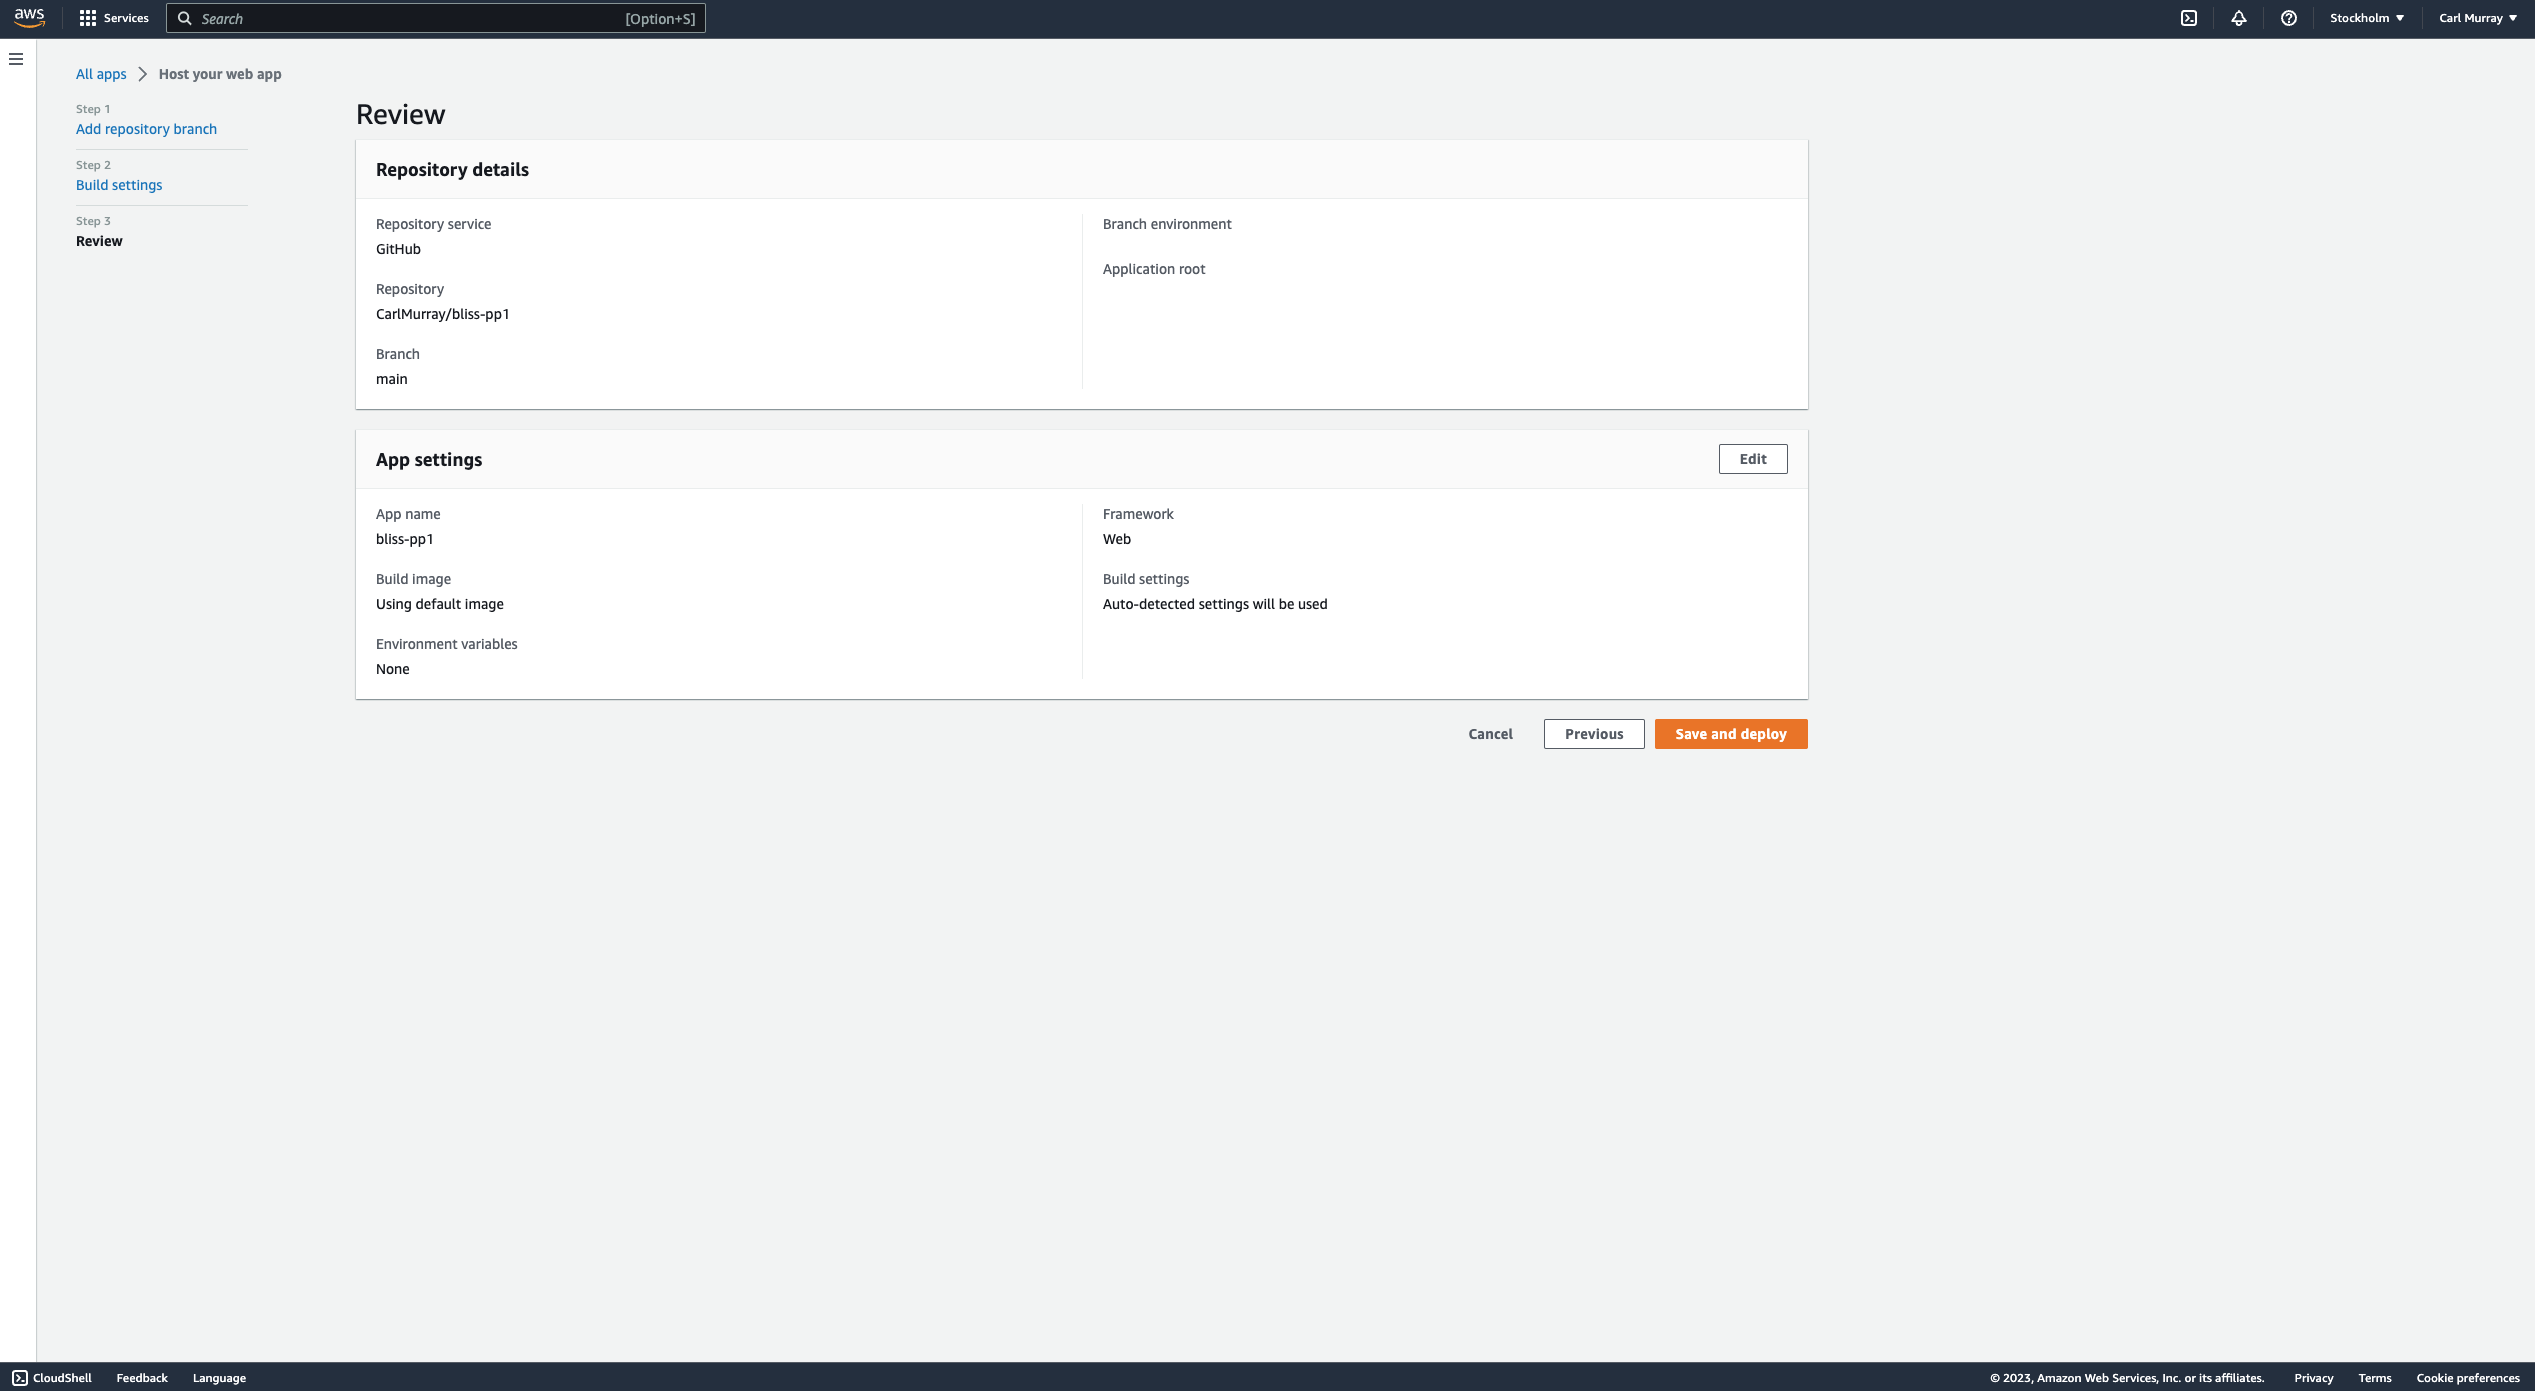 aws
Services
Search
[Option+S]
Stockholm
Carl Murray
All apps
Host your web app
Step 1
Add repository branch
Step 2
Build settings
Step 3
Review
Review
Repository details
Repository service
GitHub
Repository
CarlMurray/bliss-pp1
Branch
main
Branch environment
Application root
App settings
Edit
App name
bliss-pp1
Build image
Using default image
Environment variables
None
Framework
Web
Build settings
Auto-detected settings will be used
Cancel
Previous
Save and deploy
CloudShell
Feedback
Language
© 2023, Amazon Web Services, Inc. or its affiliates.
Privacy
Terms
Cookie preferences